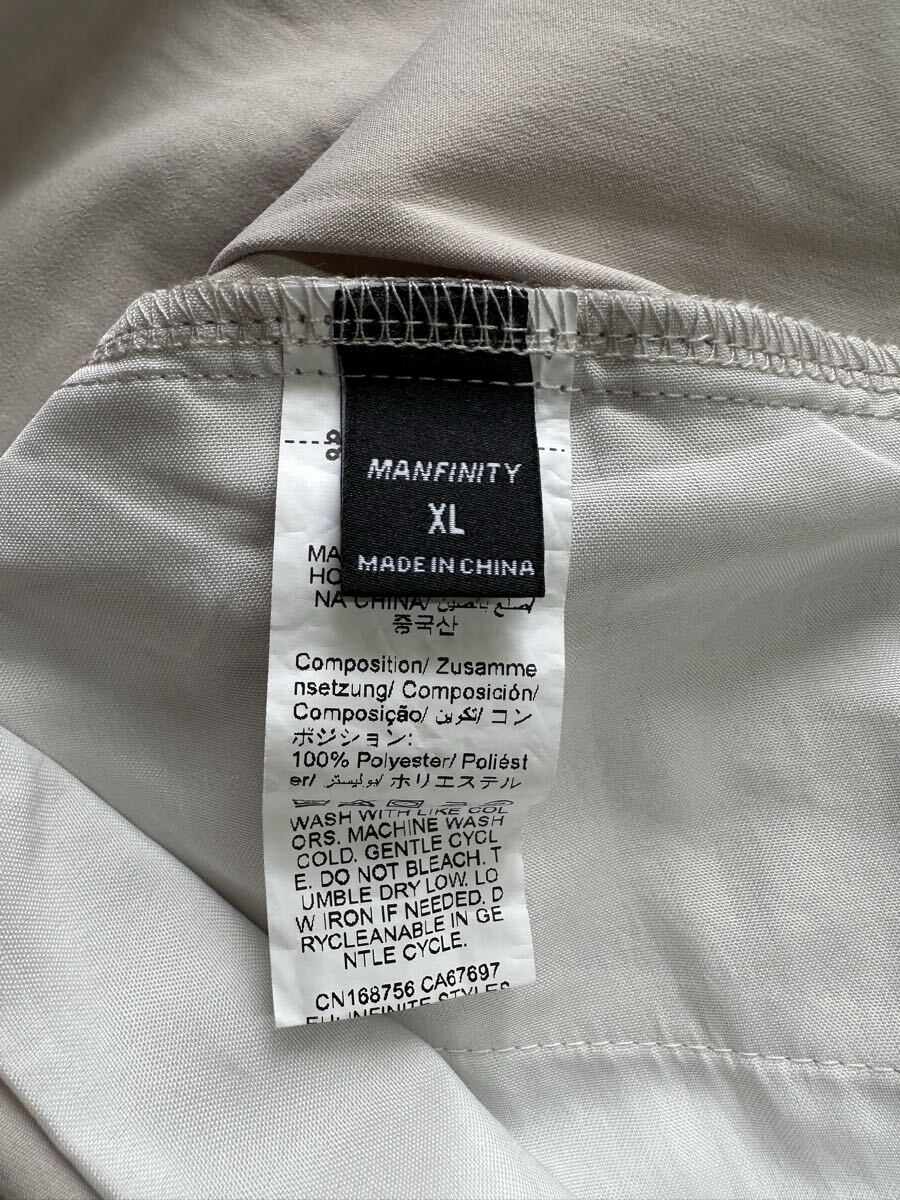 MANFINITY
XL
MADE IN CHINA
NA CHINA/ صنع بالصين/
중국산
Composition/ Zusamme
nsetzung/ Composición/
Composição/ تكوين/ コン
ポジション:
100% Polyester/ Poliést
er/ بوليستر/ ポリエステル
WASH WITH LIKE COL
ORS. MACHINE WASH
COLD. GENTLE CYCL
E. DO NOT BLEACH. T
UMBLE DRY LOW. LO
W IRON IF NEEDED. D
RYCLEANABLE IN GE
NTLE CYCLE.
CN168756 CA67697
EU:INFINITE STYLES